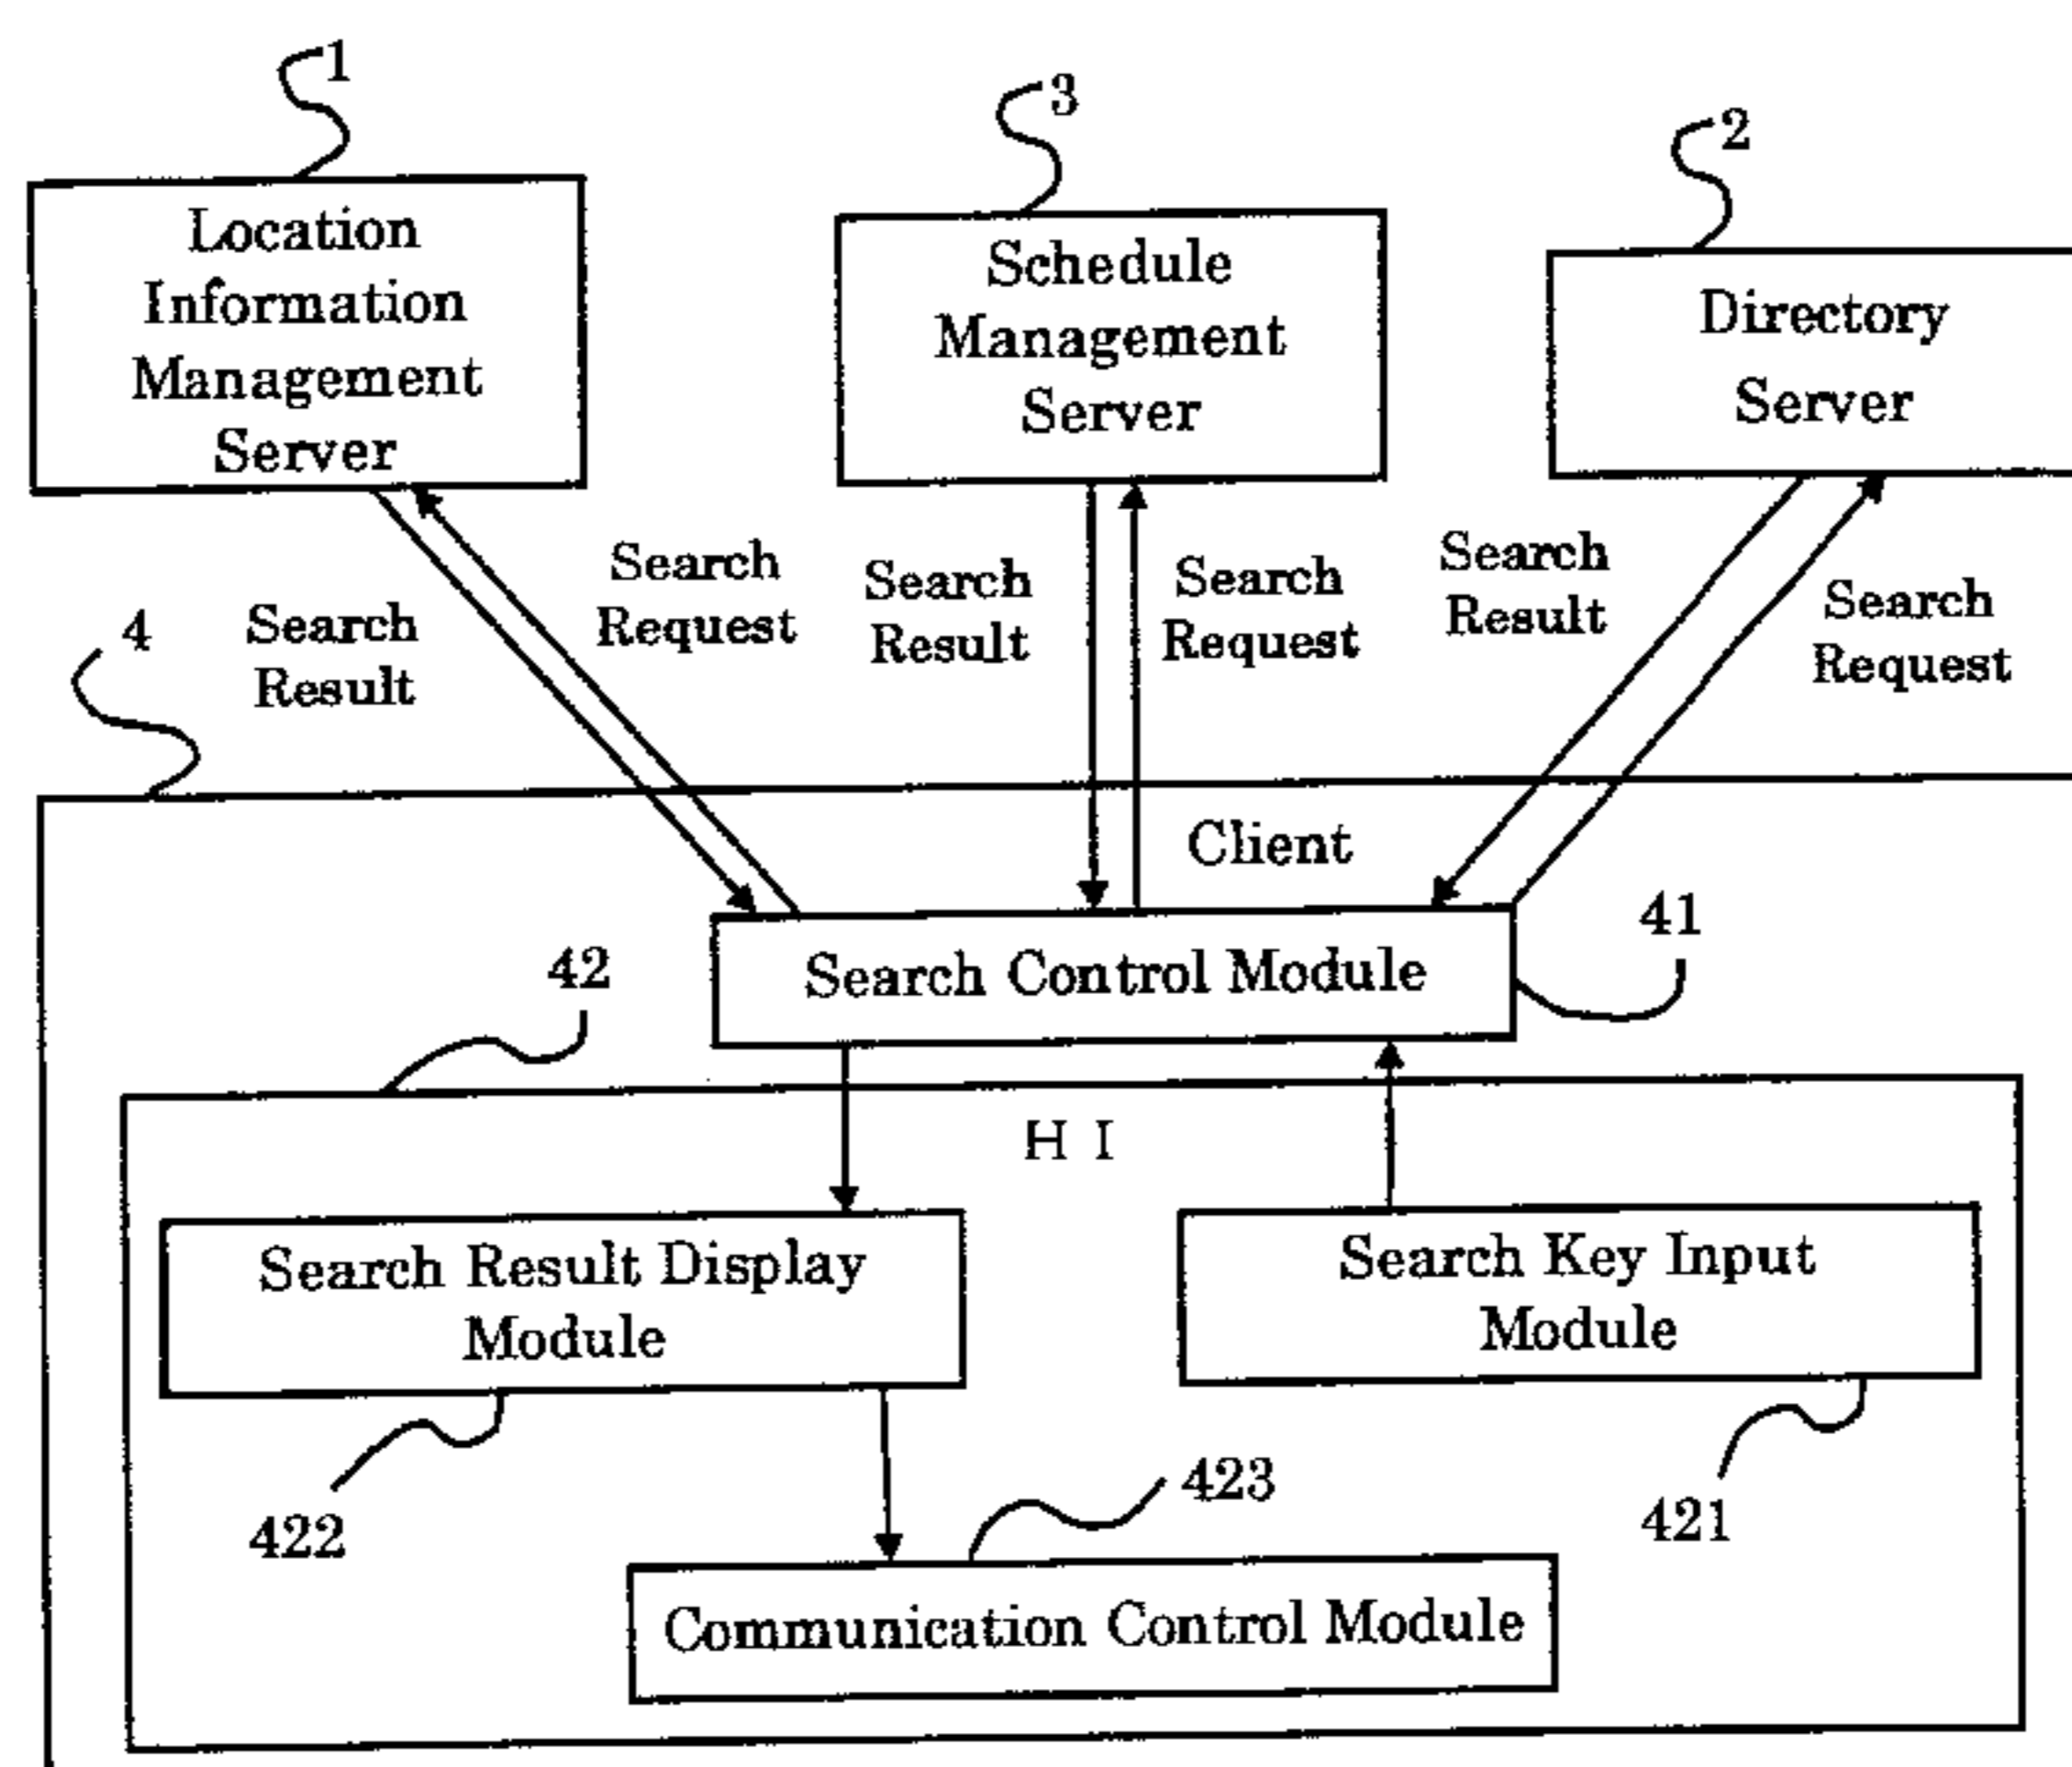 1
3
2
Location
Information
Management
Server
Schedule
Management
Server
Directory
Server
Search
Result
Search
Request
Search
Result
Search
Request
Search
Result
Search
Request
4
Client
41
Search Control Module
42
H I
Search Result Display
Module
Search Key Input
Module
422
423
421
Communication Control Module